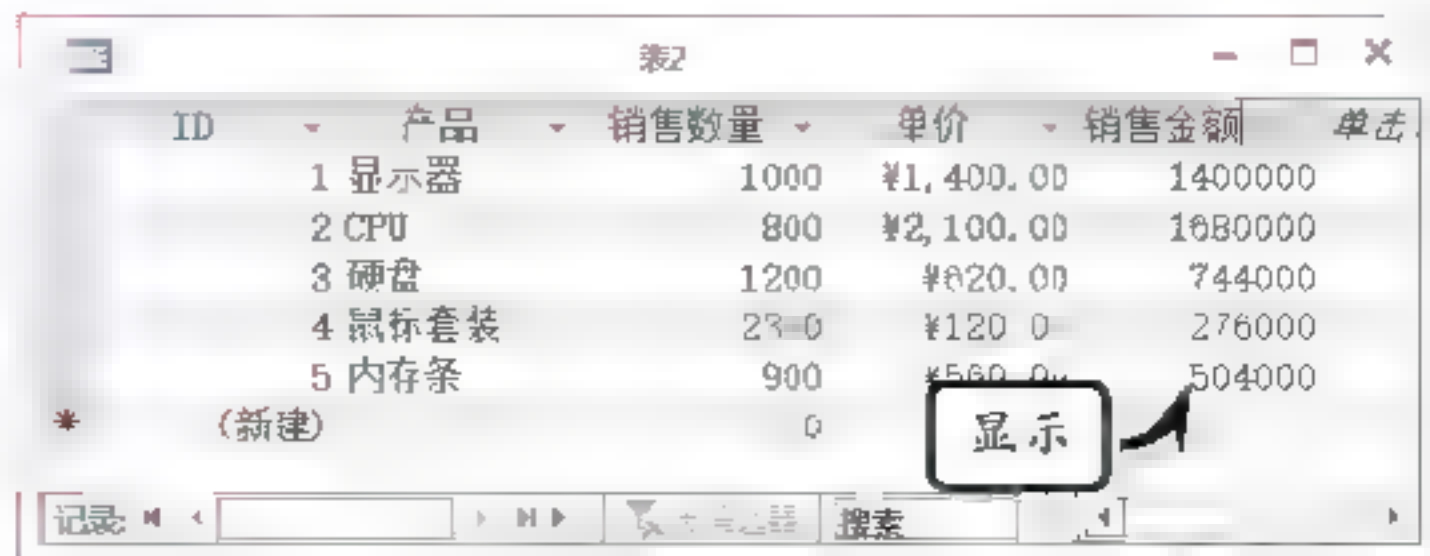 表2
ID 产品 销售数量 单价 销售金额 单击
1 显示器 1000 ¥1,400.00 1400000
2 CPU 800 ¥2,100.00 1680000
3 硬盘 1200 ¥620.00 744000
4 鼠标套装 ¥120 276000
5 内存条 900 ¥560 504000
* (新建) 0
显示
记录: 搜索